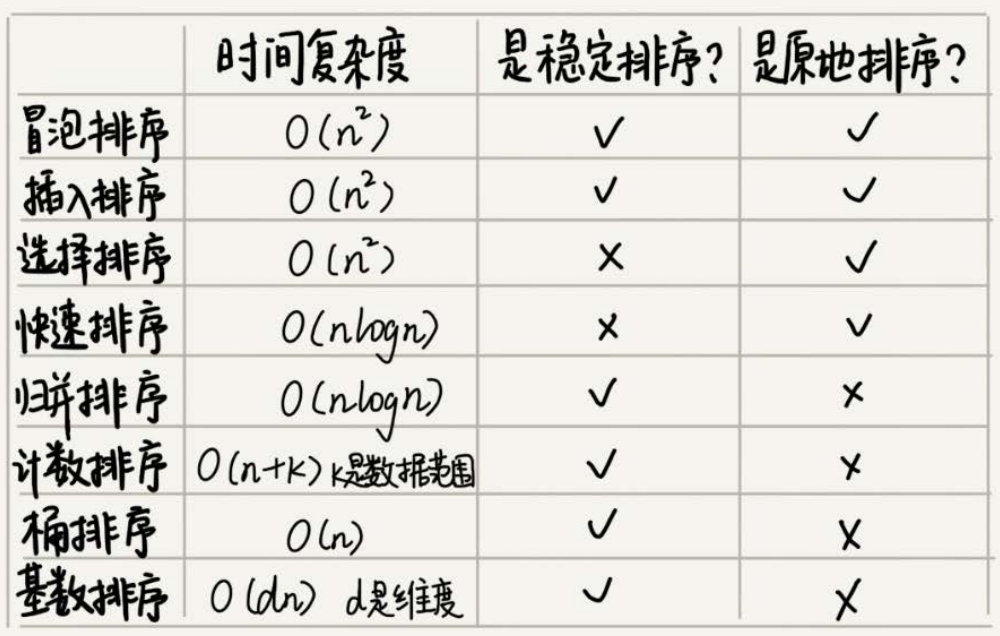 时间复杂度 是稳定排序? 是原地排序?
冒泡排序 O(n²) ✓ ✓
插入排序 O(n²) ✓ ✓
选择排序 O(n²) × ✓
快速排序 O(nlogn) × ✓
归并排序 O(nlogn) ✓ ×
计数排序 O(n+k) k是数据范围 ✓ ×
桶排序 O(n) ✓ ×
基数排序 O(dn) d是维度 ✓ ×